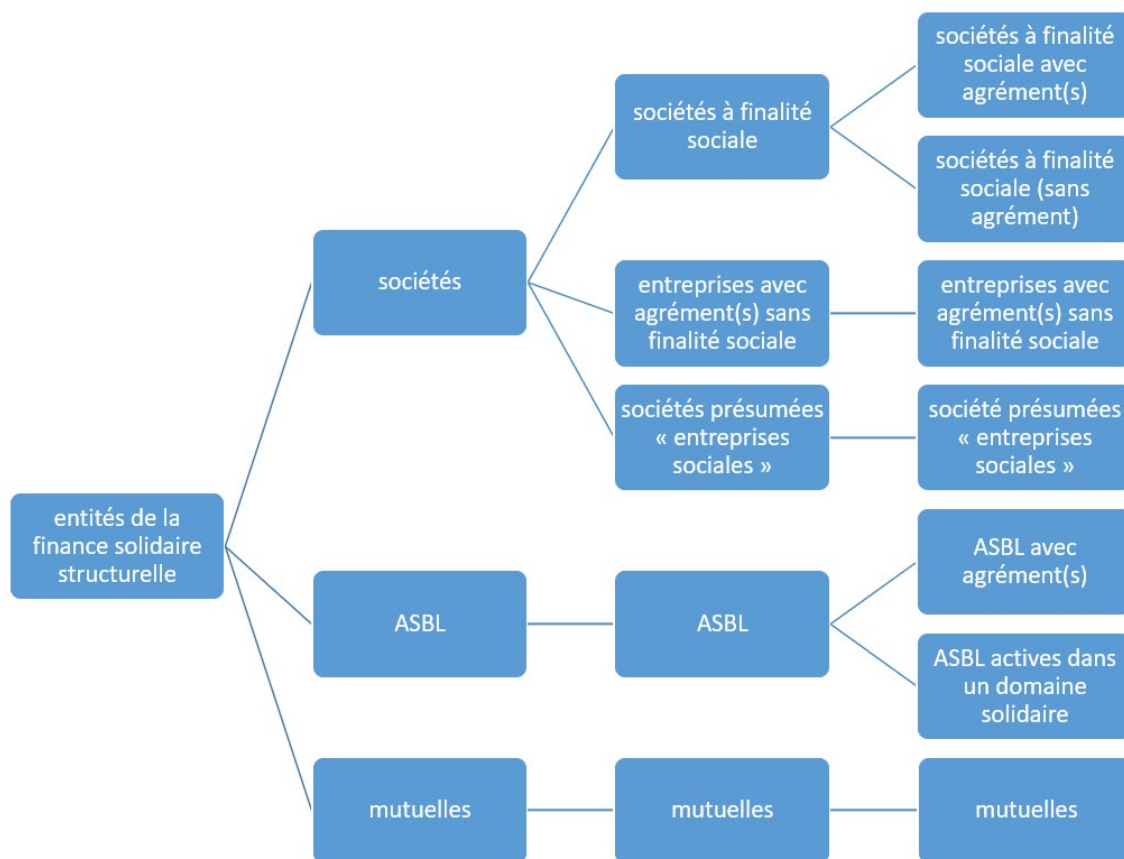 sociétés à finalité
sociale avec
agrément(s)
sociétés à finalité
sociale
sociétés à finalité
sociale (sans
agrément)
sociétés
entreprises avec
agrément(s) sans
finalité sociale
entreprises avec
agrément(s) sans
finalité sociale
sociétés présumées
« entreprises
sociales »
société présumées
« entreprises
sociales »
entités de la
finance solidaire
structurelle
ASBL avec
agrément(s)
ASBL
ASBL
ASBL actives dans
un domaine
solidaire
mutuelles
mutuelles
mutuelles